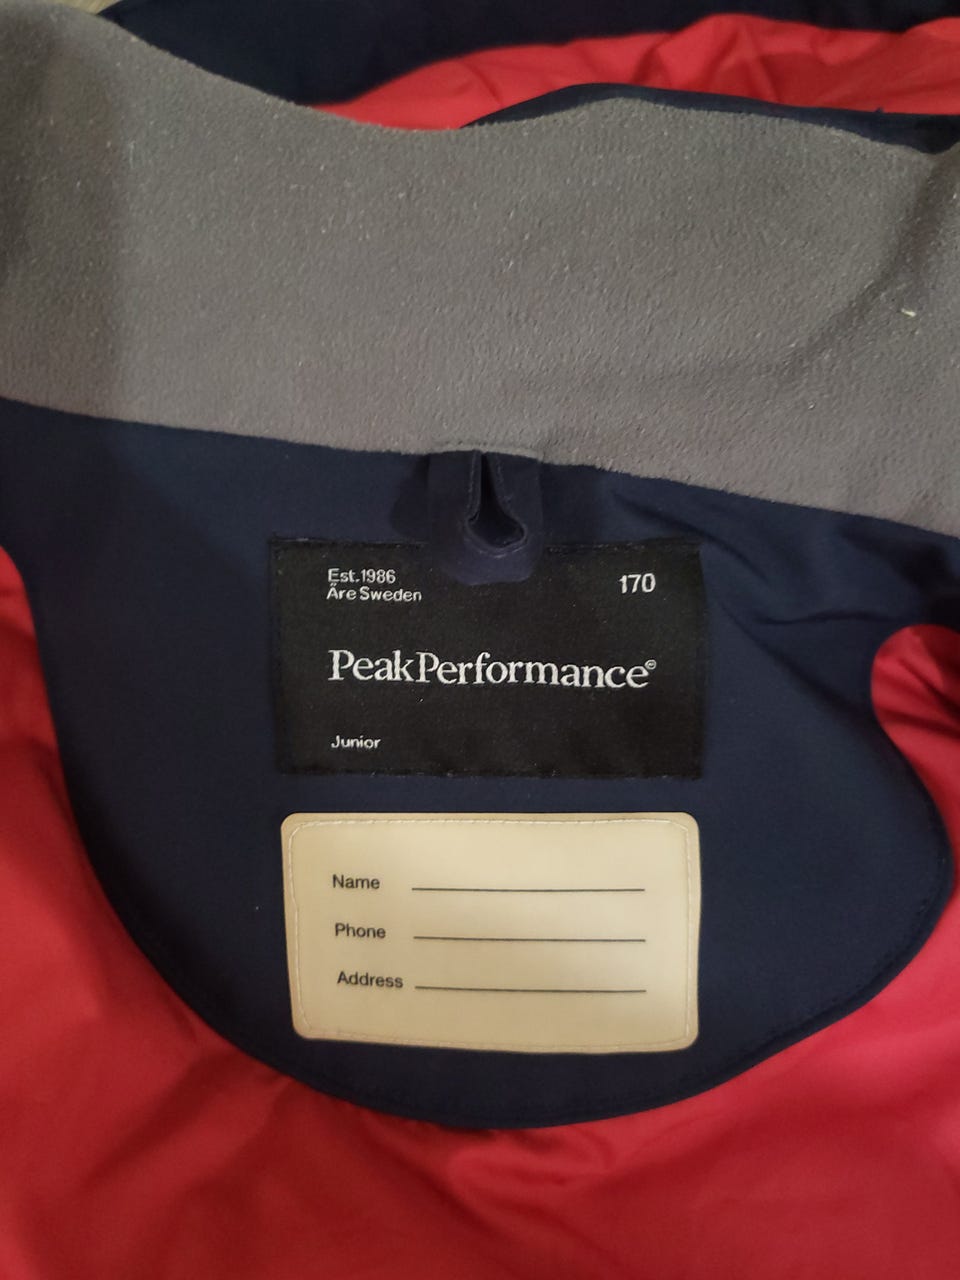 Est.1986
Åre Sweden
170
PeakPerformance®
Junior
Name
Phone
Address